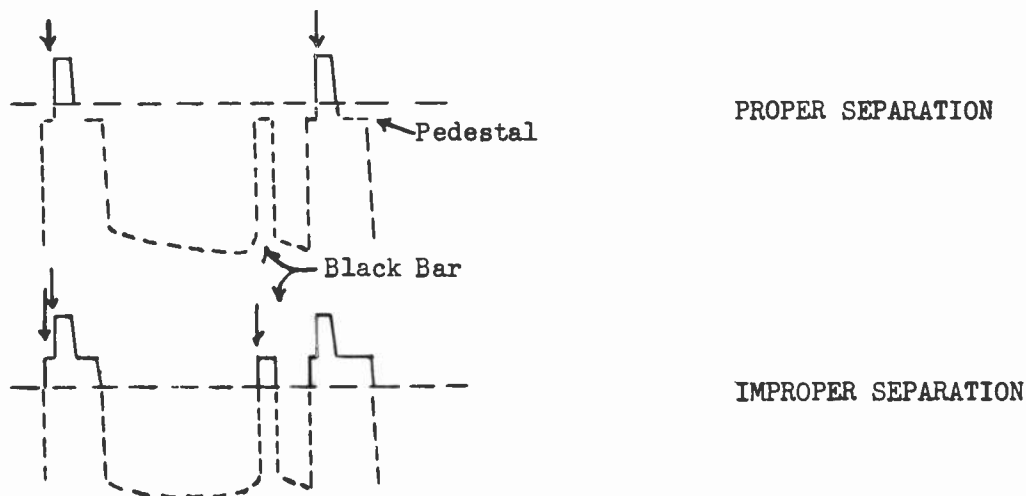 PROPER SEPARATION
Pedestal
Black Bar
IMPROPER SEPARATION